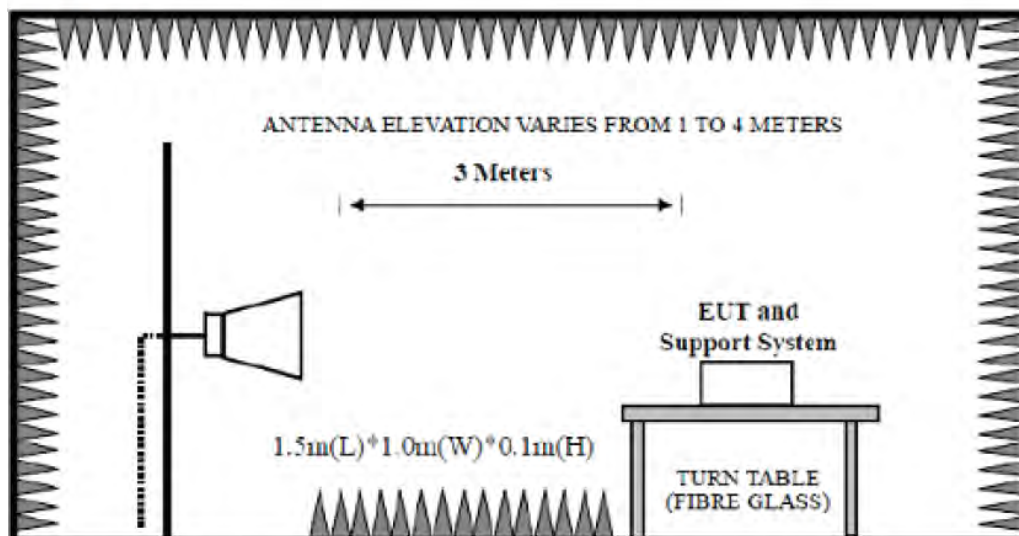 ANTENNA ELEVATION VARIES FROM 1 TO 4 METERS
3 Meters
EUT and
Support System
1.5m(L)*1.0m(W)*0.1m(H)
TURN TABLE
(FIBRE GLASS)